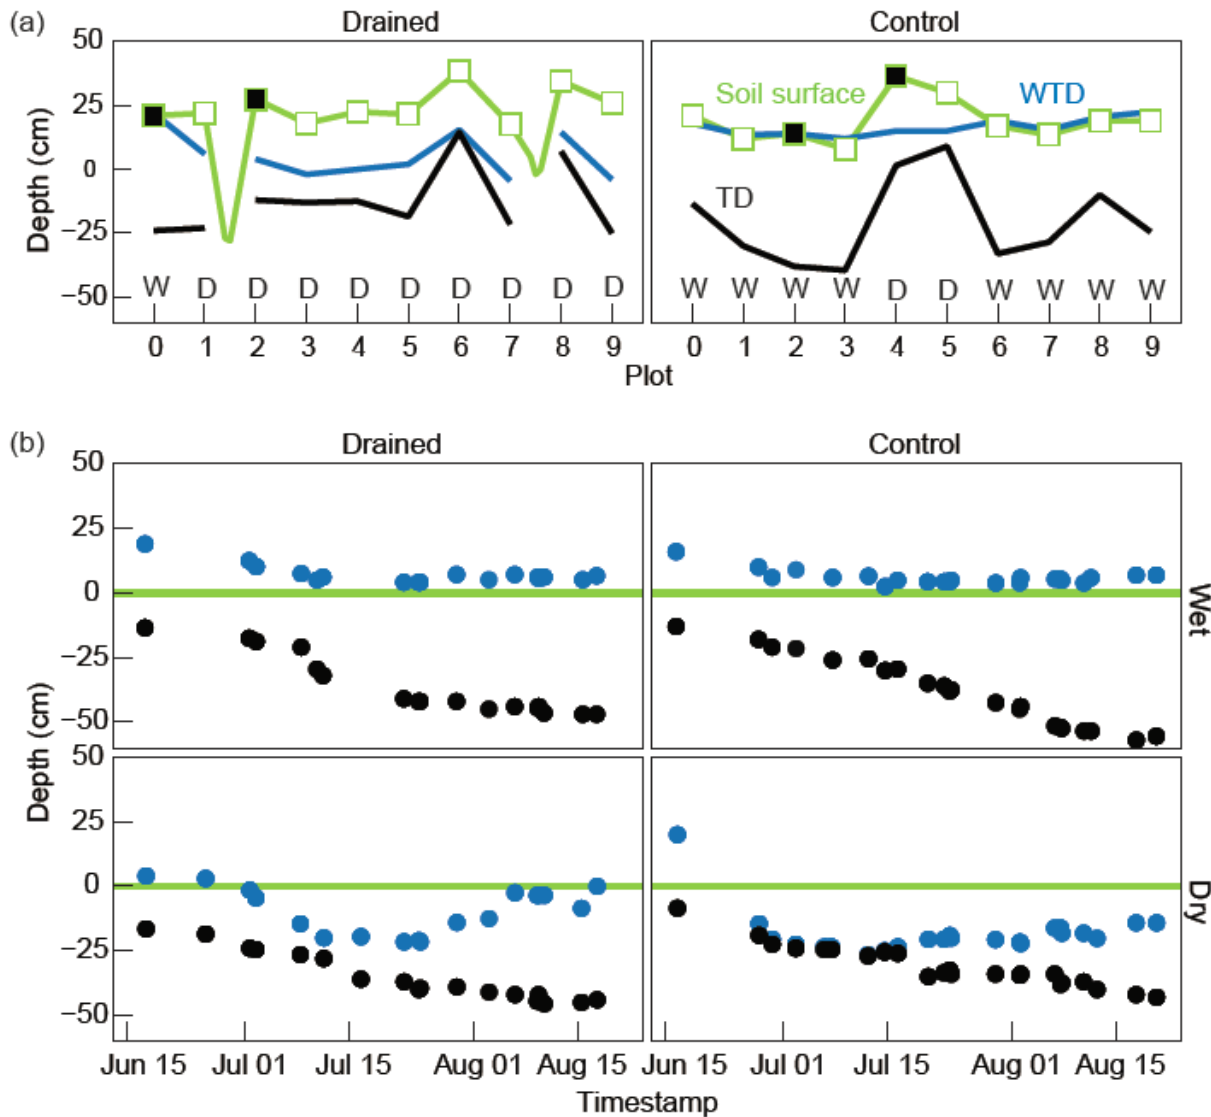 (a) Drained Control
50
25
0
−25
−50
Depth (cm)
Soil surface WTD
TD
W D D D D D D D D D
W W W W D D W W W W
0 1 2 3 4 5 6 7 8 9
0 1 2 3 4 5 6 7 8 9
Plot
(b) Drained Control
50
25
0
−25
−50
Wet
Depth (cm)
50
25
0
−25
−50
Dry
Jun 15 Jul 01 Jul 15 Aug 01 Aug 15
Jun 15 Jul 01 Jul 15 Aug 01 Aug 15
Timestamp